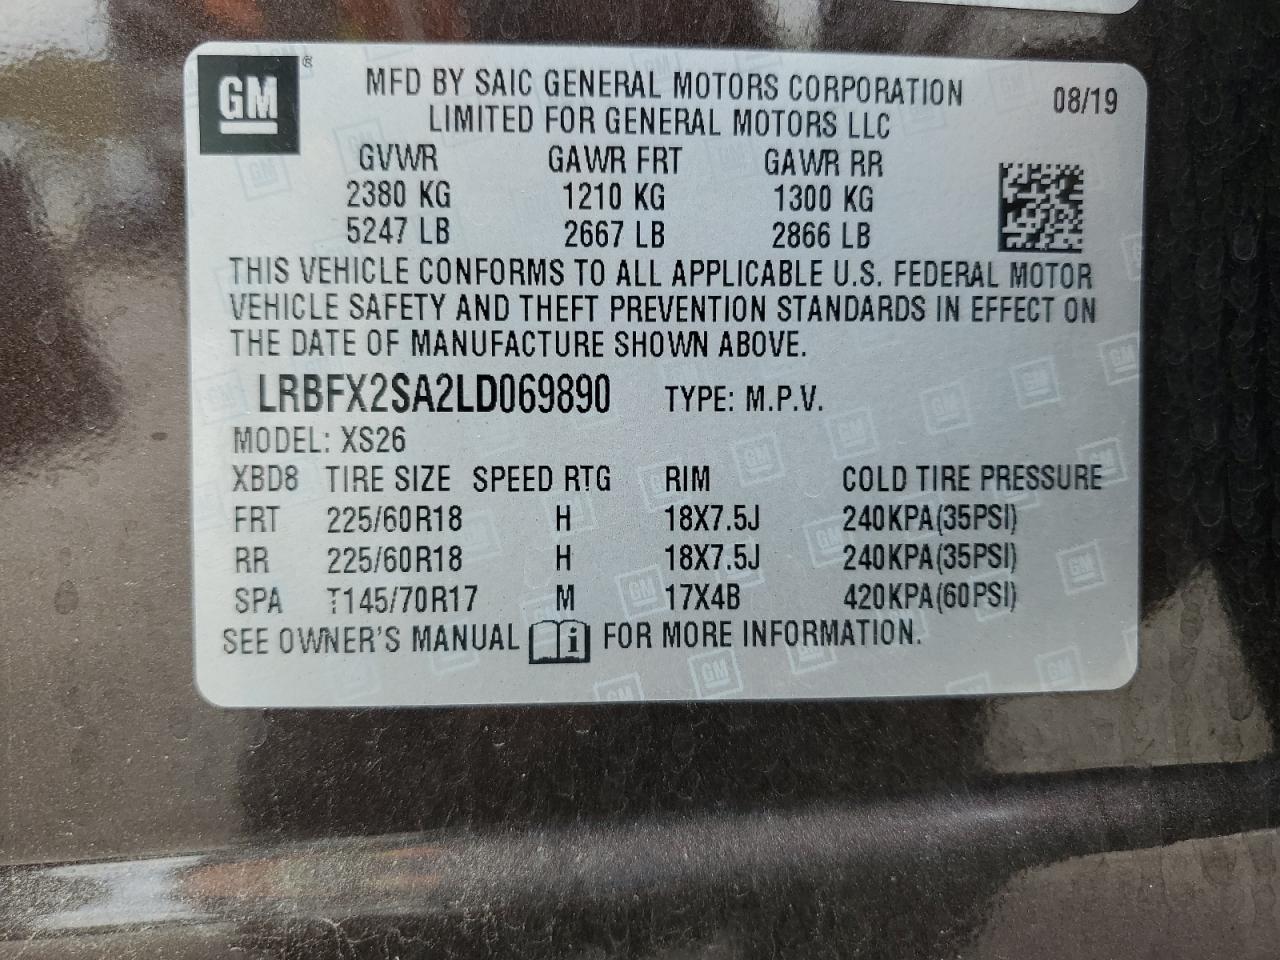 GM ®
MFD BY SAIC GENERAL MOTORS CORPORATION 08/19
LIMITED FOR GENERAL MOTORS LLC
GVWR GAWR FRT GAWR RR
2380 KG 1210 KG 1300 KG
5247 LB 2667 LB 2866 LB
THIS VEHICLE CONFORMS TO ALL APPLICABLE U.S. FEDERAL MOTOR
VEHICLE SAFETY AND THEFT PREVENTION STANDARDS IN EFFECT ON
THE DATE OF MANUFACTURE SHOWN ABOVE.
LRBFX2SA2LD069890 TYPE: M.P.V.
MODEL: XS26
XBD8 TIRE SIZE SPEED RTG RIM COLD TIRE PRESSURE
FRT 225/60R18 H 18X7.5J 240KPA(35PSI)
RR 225/60R18 H 18X7.5J 240KPA(35PSI)
SPA T145/70R17 M 17X4B 420KPA(60PSI)
SEE OWNER'S MANUAL i FOR MORE INFORMATION.